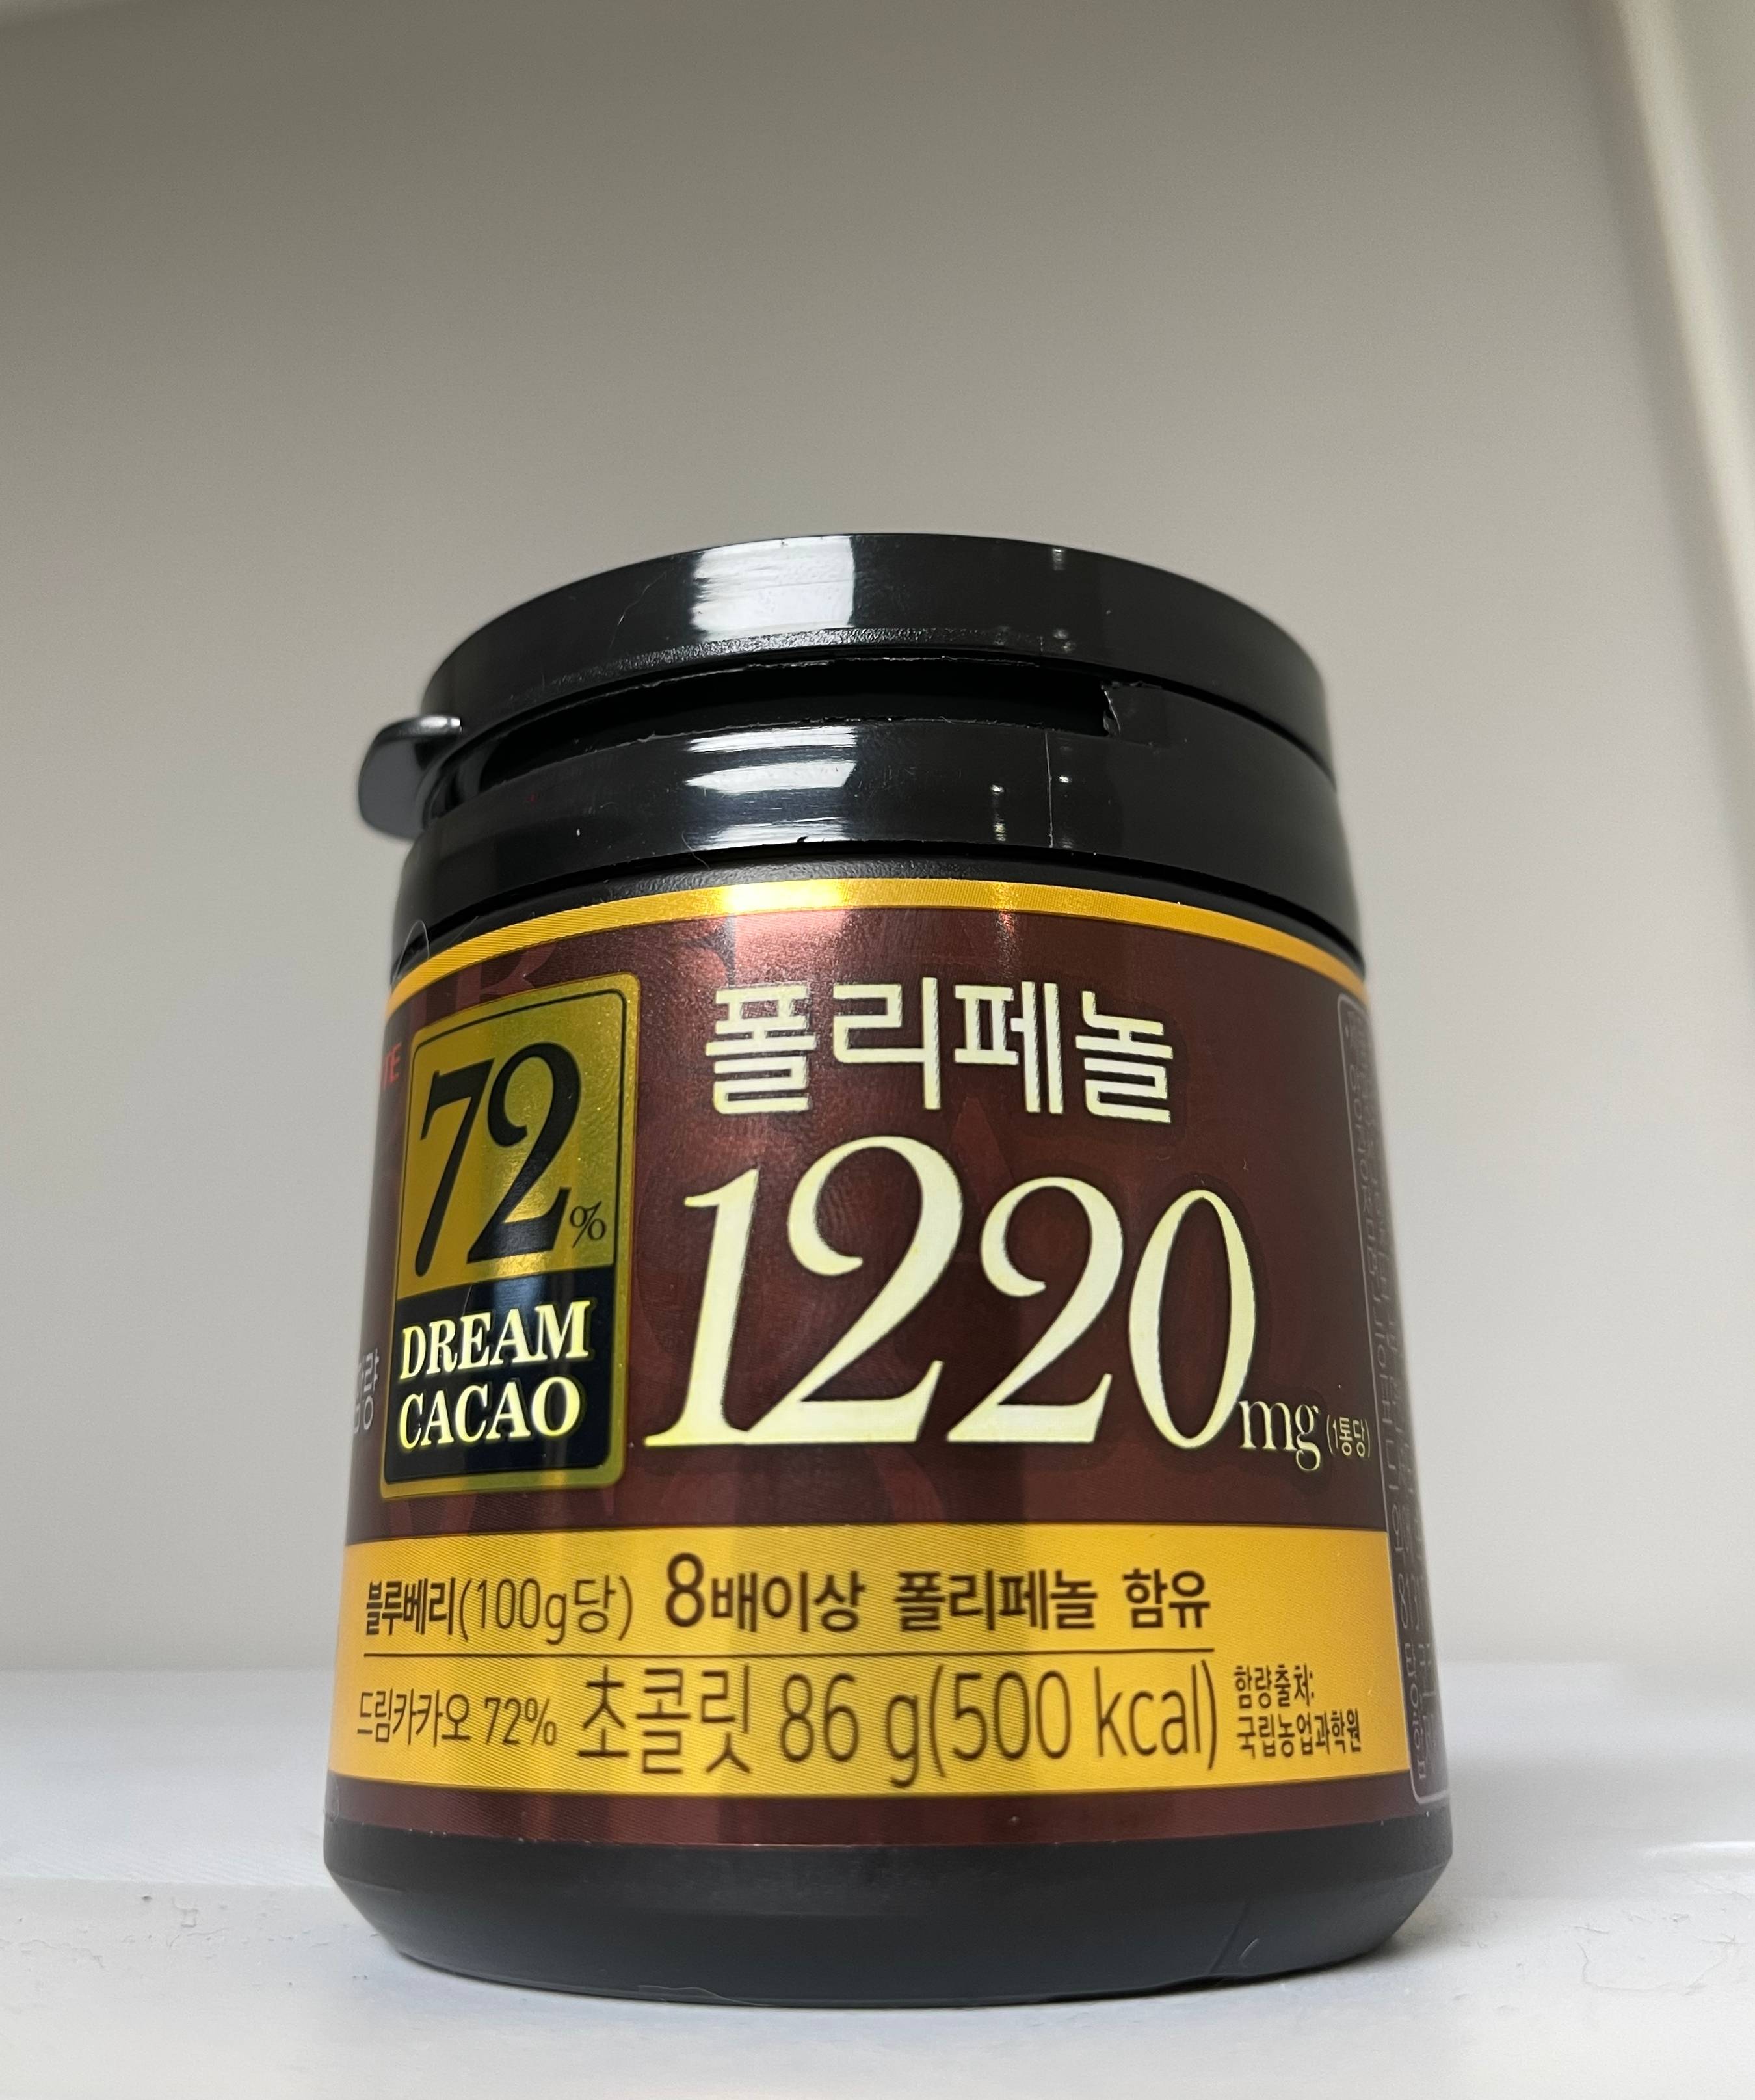 72%
DREAM
CACAO
폴리페놀
1220mg(1통당)
블루베리(100g당) 8배이상 폴리페놀 함유
드림카카오 72% 초콜릿 86 g(500 kcal)
함량출처:
국립농업과학원